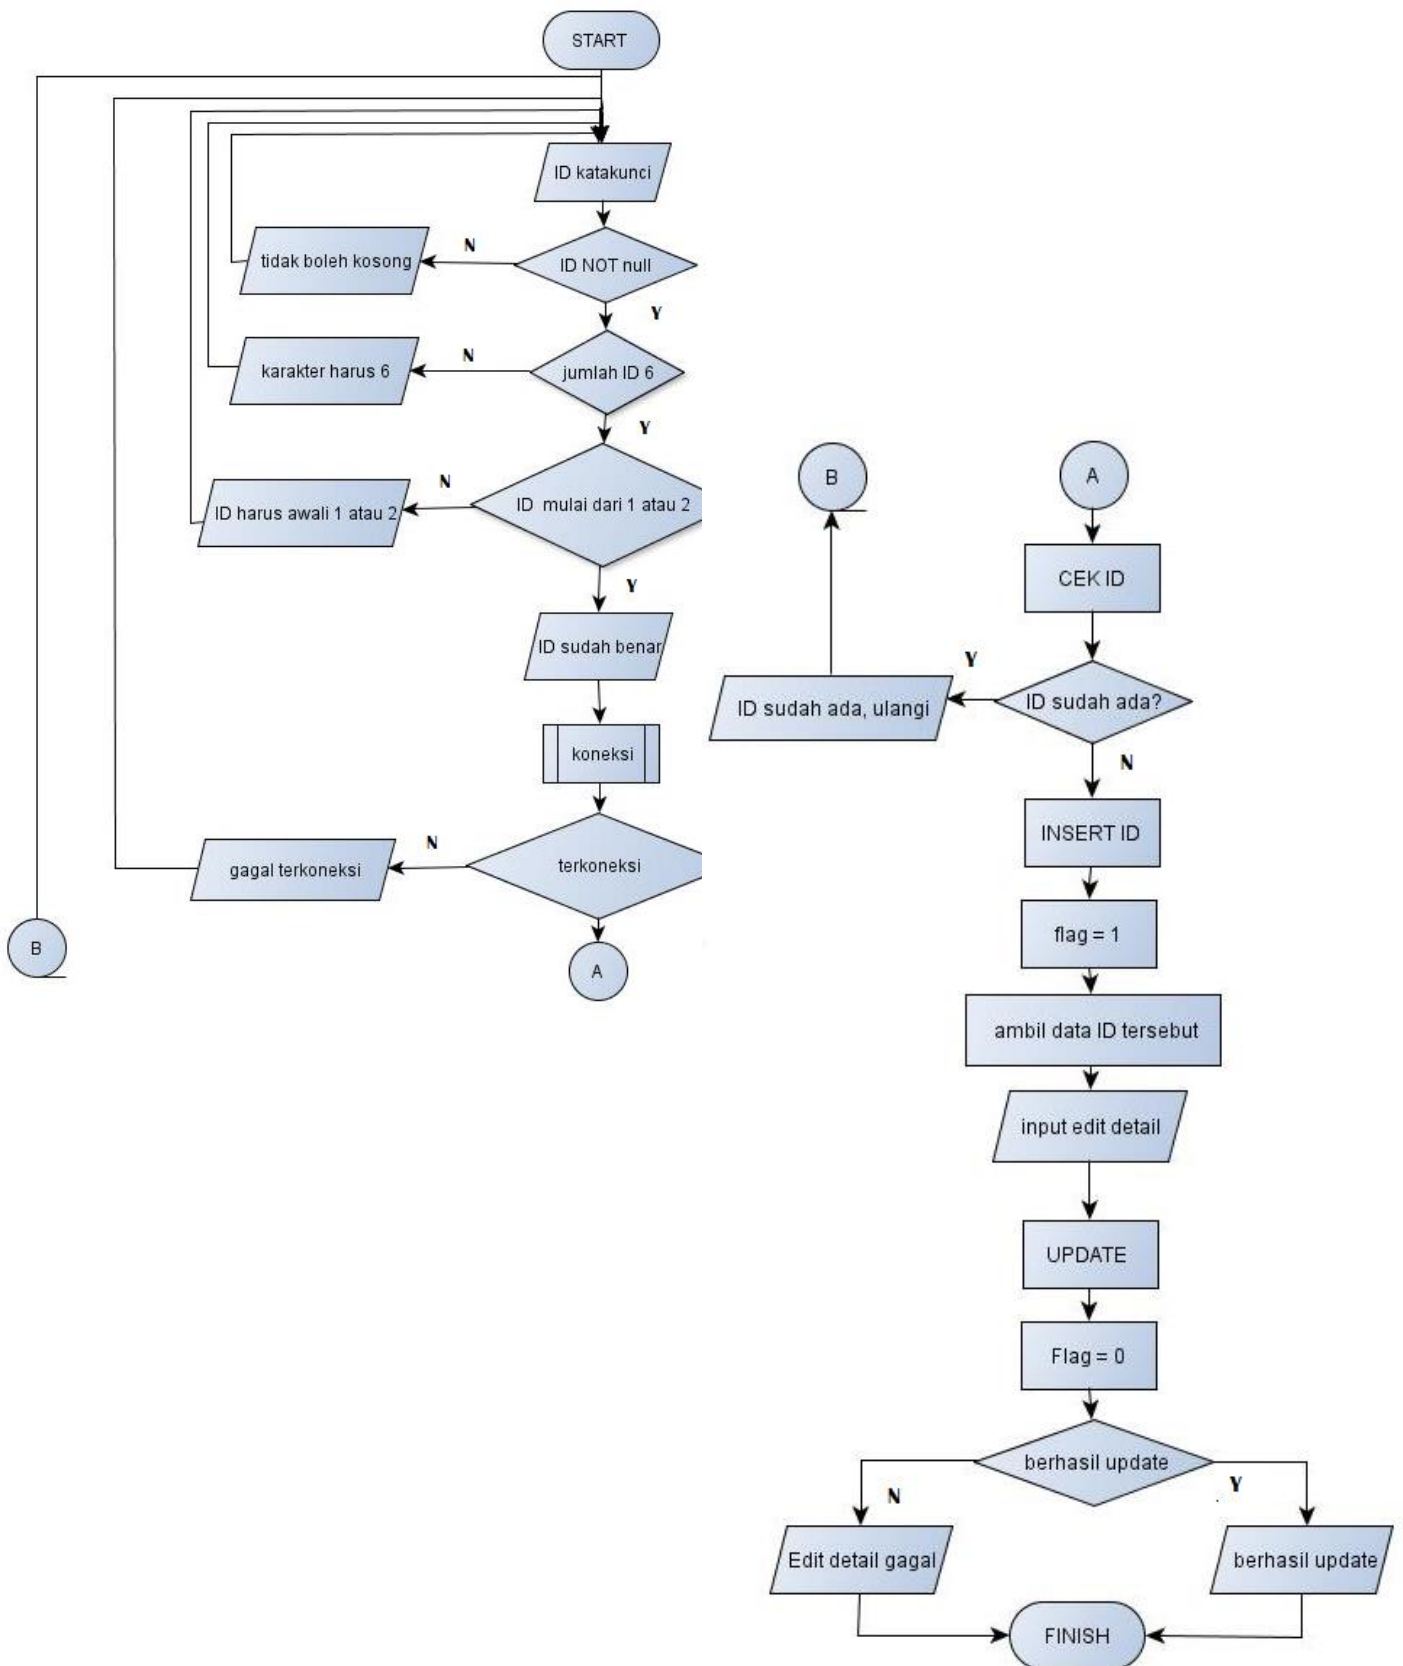 START
ID katakunci
ID NOT null
N
tidak boleh kosong
Y
jumlah ID 6
N
karakter harus 6
Y
ID mulai dari 1 atau 2
N
ID harus awali 1 atau 2
Y
ID sudah benar
koneksi
terkoneksi
N
gagal terkoneksi
B
A
B
A
CEK ID
ID sudah ada?
Y
ID sudah ada, ulangi
N
INSERT ID
flag = 1
ambil data ID tersebut
input edit detail
UPDATE
Flag = 0
berhasil update
N
Y
Edit detail gagal
berhasil update
FINISH